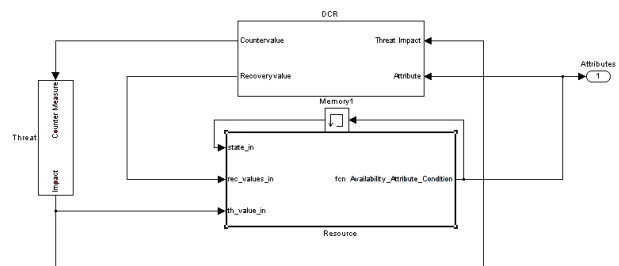 DCR
Countervalue
Threat Impact
Recoveryvalue
Attribute
Attributes
1
Memory1
Threat
Counter Measure
Impact
state_in
rec_values_in
fcn
Availability_Attribute_Condition
th_value_in
Resource